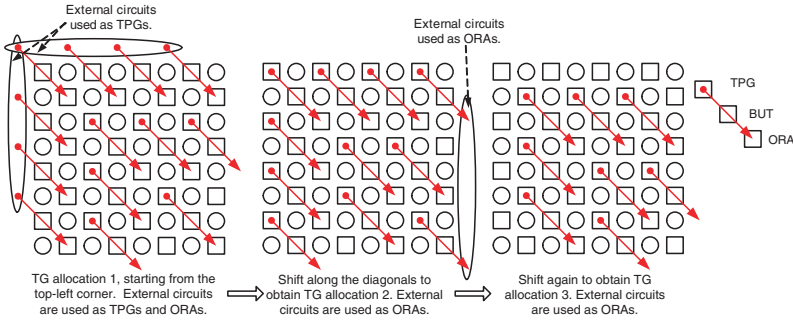 External circuits
used as TPGs.
External circuits
used as ORAs.
TPG
BUT
ORA
TG allocation 1, starting from the
top-left corner. External circuits
are used as TPGs and ORAs.
Shift along the diagonals to
obtain TG allocation 2. External
circuits are used as ORAs.
Shift again to obtain TG
allocation 3. External circuits
are used as ORAs.